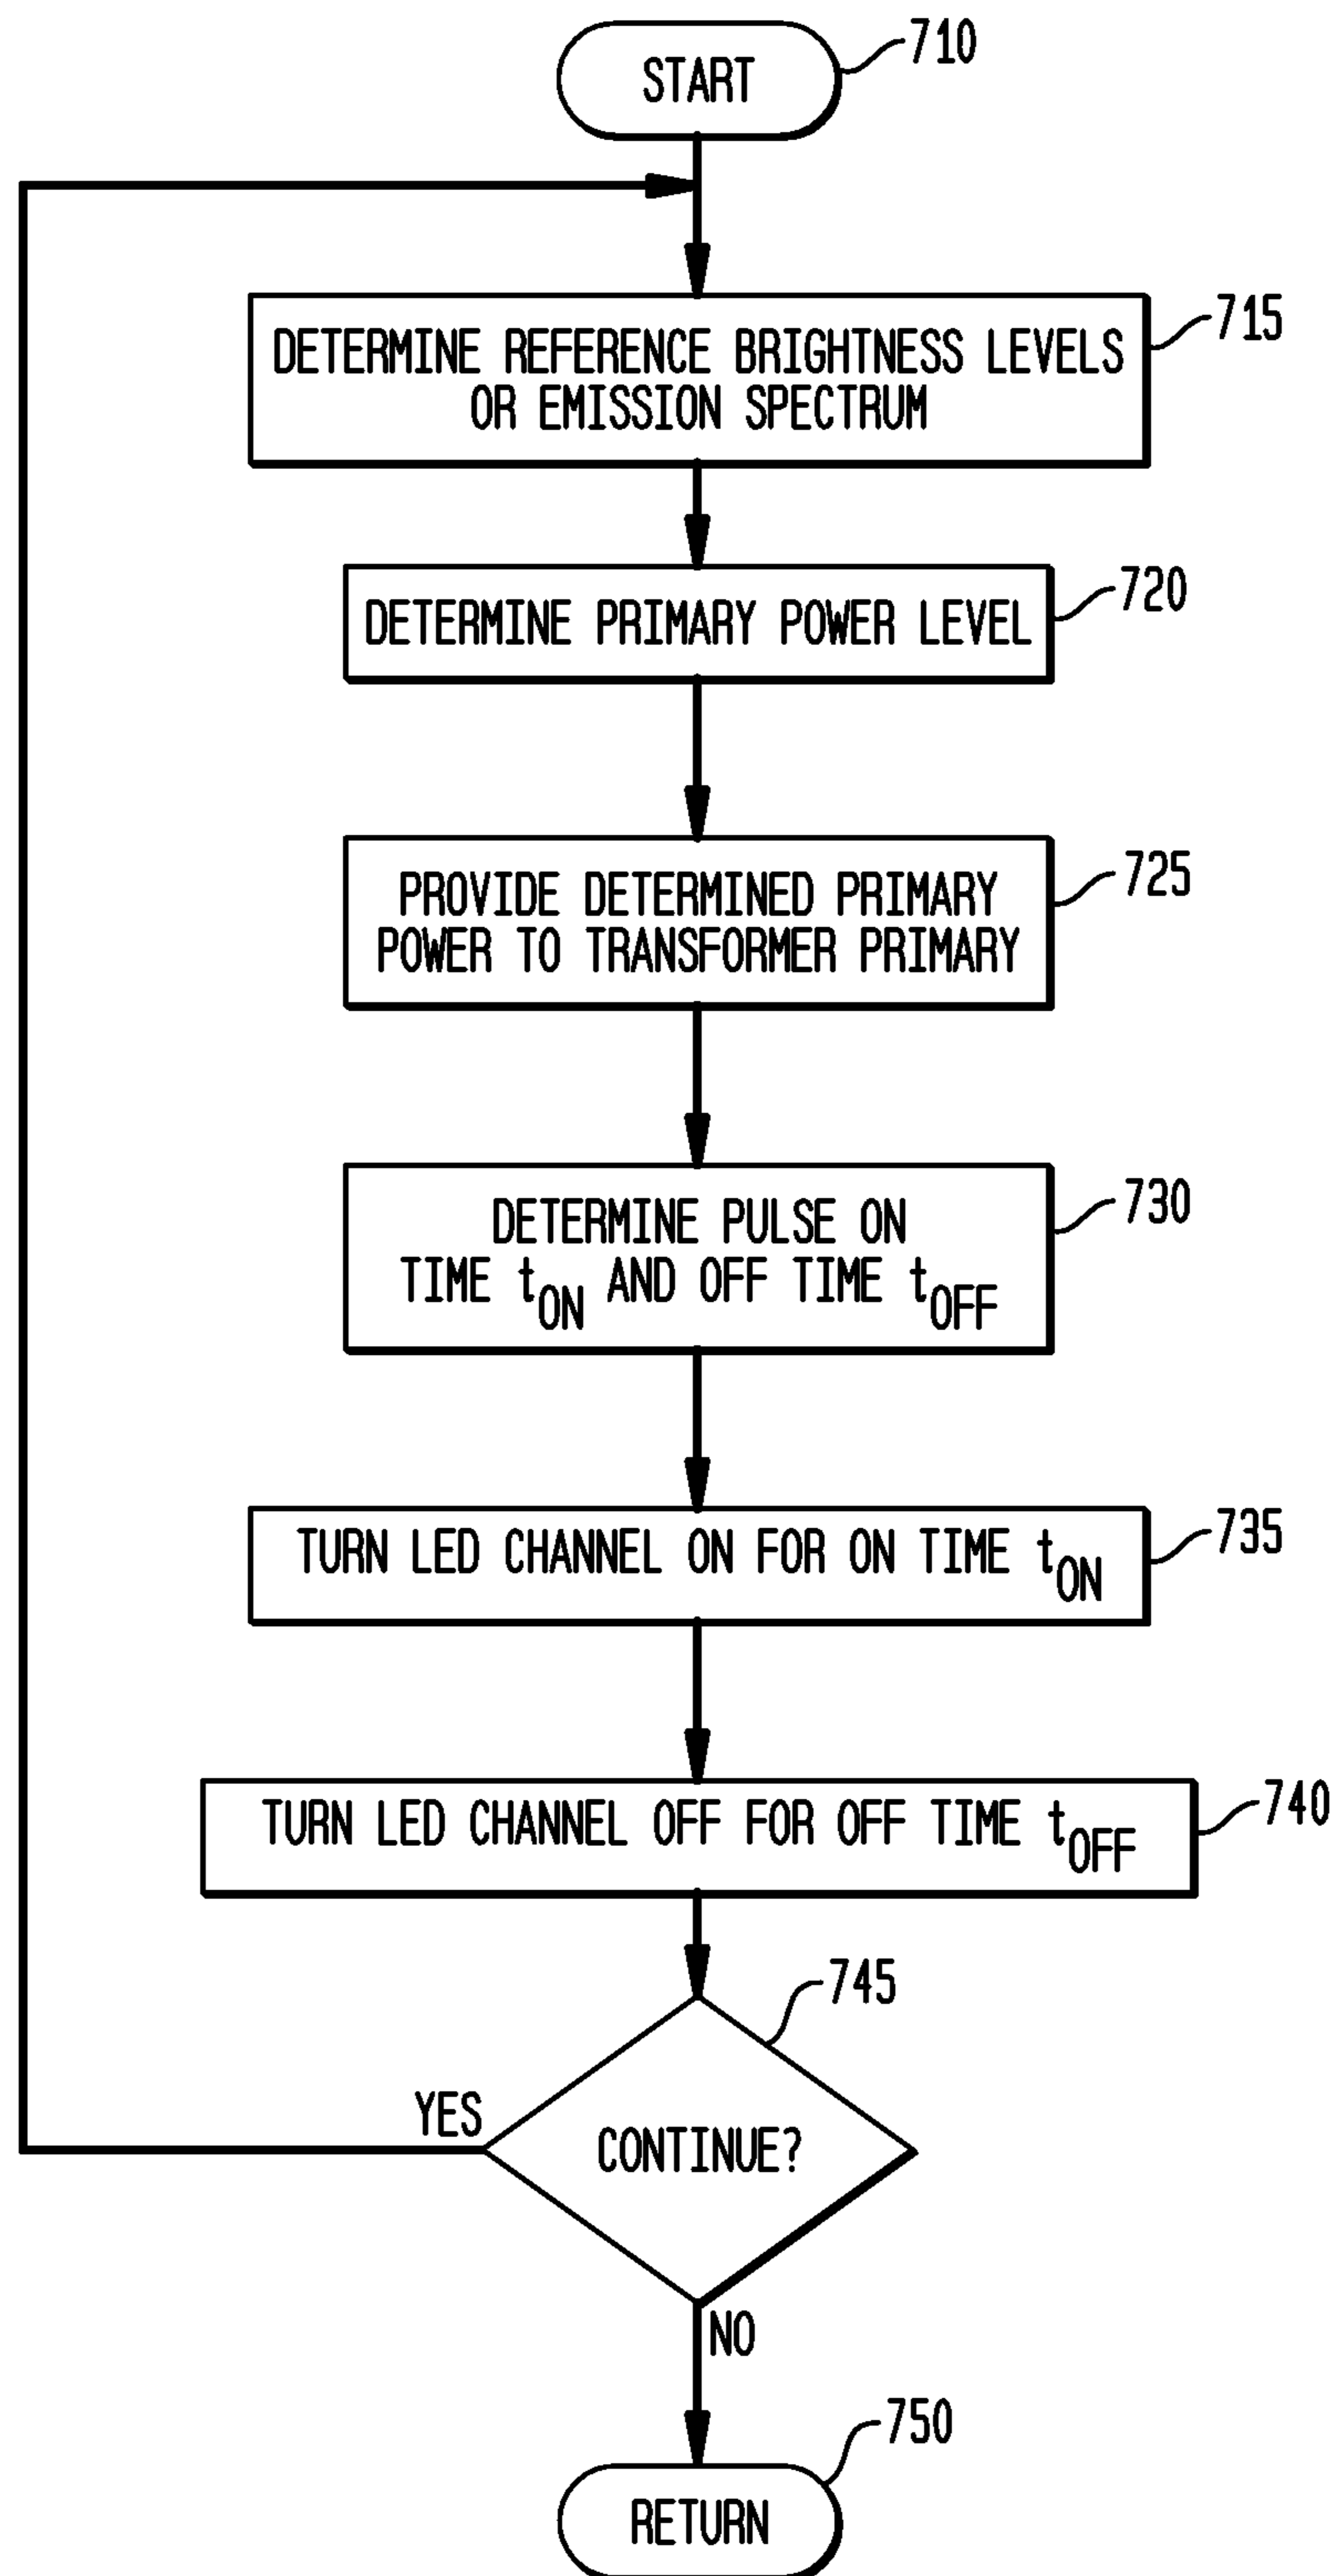 START
710
DETERMINE REFERENCE BRIGHTNESS LEVELS
OR EMISSION SPECTRUM
715
DETERMINE PRIMARY POWER LEVEL
720
PROVIDE DETERMINED PRIMARY
POWER TO TRANSFORMER PRIMARY
725
DETERMINE PULSE ON
TIME tON AND OFF TIME tOFF
730
TURN LED CHANNEL ON FOR ON TIME tON
735
TURN LED CHANNEL OFF FOR OFF TIME tOFF
740
745
YES
CONTINUE?
NO
750
RETURN